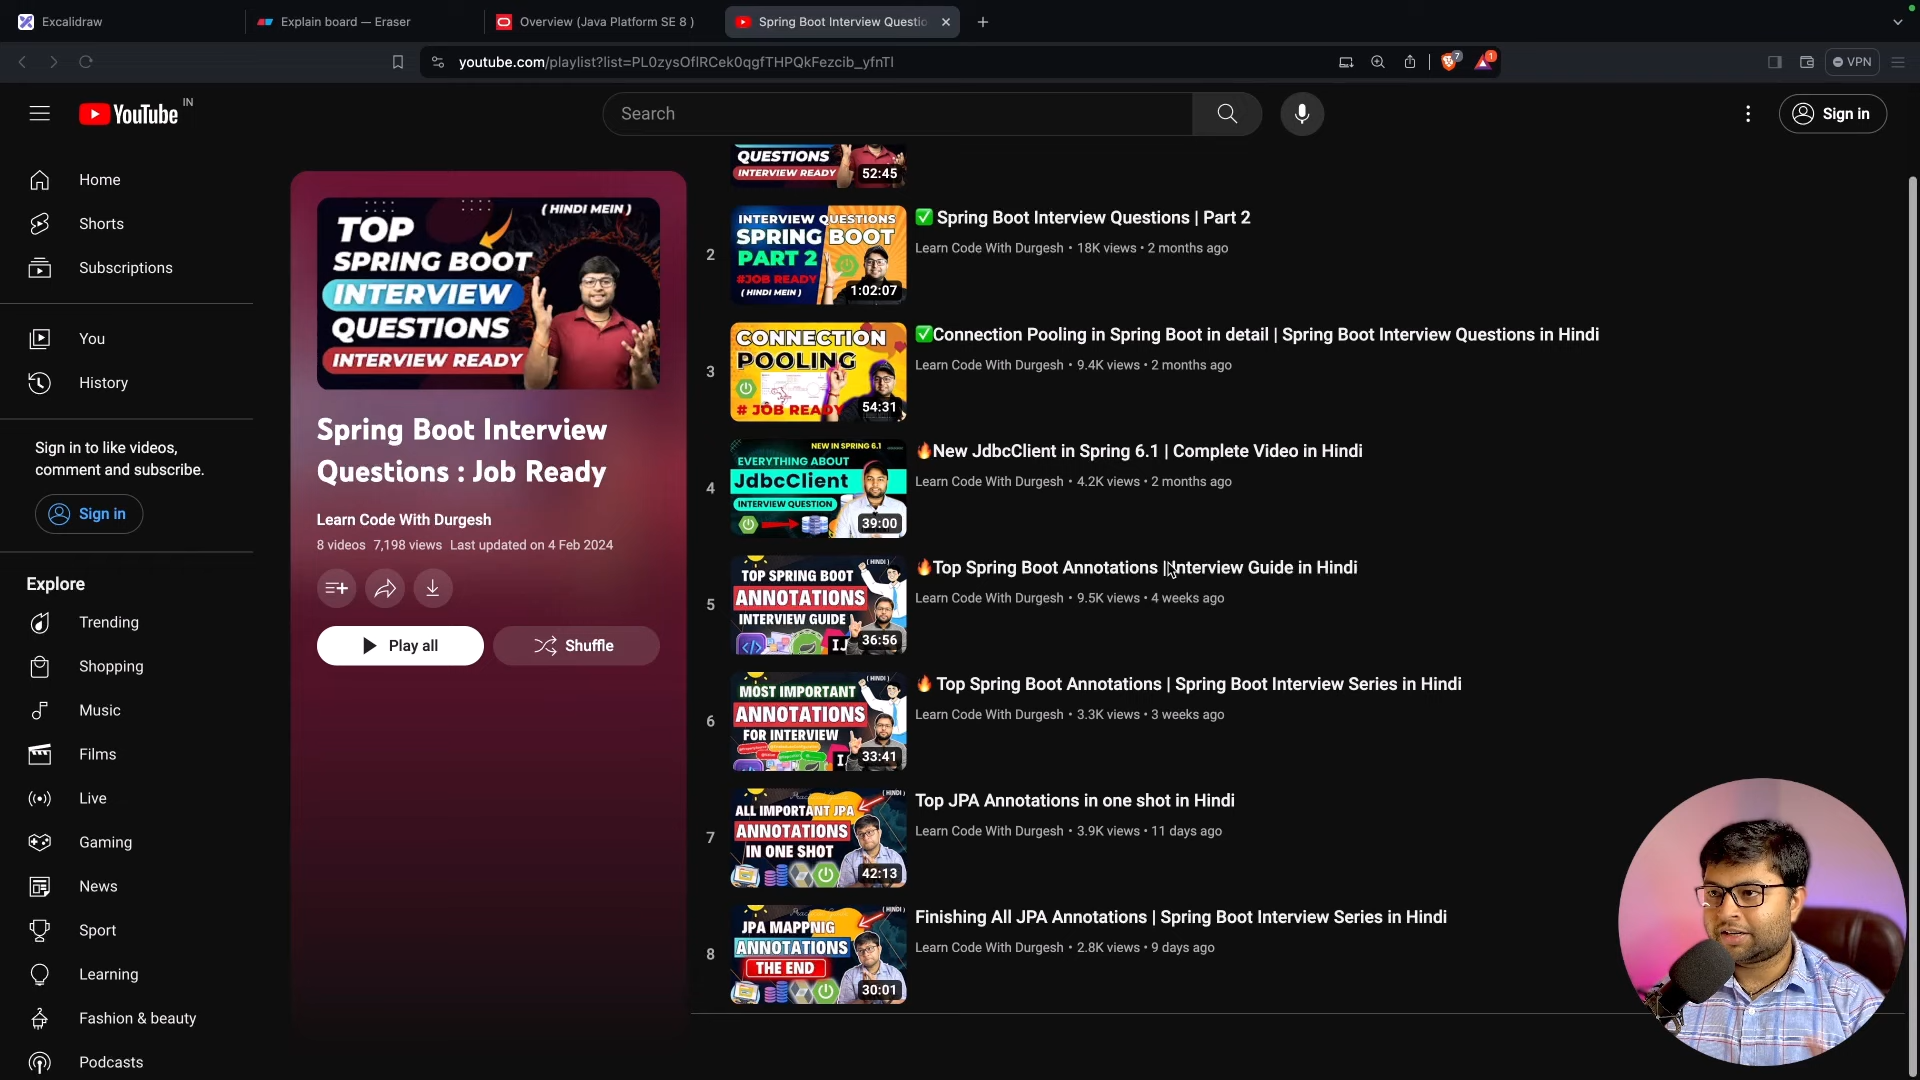 Excalidraw
Explain board — Eraser
Overview (Java Platform SE 8 )
Spring Boot Interview Questio
youtube.com/playlist?list=PL0zysOflRCek0qgfTHPQkFezcib_yfnTI
7
1
VPN
YouTube IN
Search
Sign in
Home
Shorts
Subscriptions
You
History
Sign in to like videos,
comment and subscribe.
Sign in
Explore
Trending
Shopping
Music
Films
Live
Gaming
News
Sport
Learning
Fashion & beauty
Podcasts
( HINDI MEIN )
TOP
SPRING BOOT
INTERVIEW
QUESTIONS
INTERVIEW READY
Spring Boot Interview
Questions : Job Ready
Learn Code With Durgesh
8 videos 7,198 views Last updated on 4 Feb 2024
Play all
Shuffle
QUESTIONS
INTERVIEW READY
52:45
2
INTERVIEW QUESTIONS
SPRING BOOT
PART 2
#JOB READY
( HINDI MEIN )
1:02:07
✅ Spring Boot Interview Questions | Part 2
Learn Code With Durgesh • 18K views • 2 months ago
3
CONNECTION
POOLING
# JOB READY
54:31
✅Connection Pooling in Spring Boot in detail | Spring Boot Interview Questions in Hindi
Learn Code With Durgesh • 9.4K views • 2 months ago
4
NEW IN SPRING 6.1
EVERYTHING ABOUT
JdbcClient
INTERVIEW QUESTION
39:00
🔥New JdbcClient in Spring 6.1 | Complete Video in Hindi
Learn Code With Durgesh • 4.2K views • 2 months ago
5
(HINDI)
TOP SPRING BOOT
ANNOTATIONS
INTERVIEW GUIDE
IJ
36:56
🔥Top Spring Boot Annotations | Interview Guide in Hindi
Learn Code With Durgesh • 9.5K views • 4 weeks ago
6
(HINDI)
MOST IMPORTANT
ANNOTATIONS
FOR INTERVIEW
33:41
🔥 Top Spring Boot Annotations | Spring Boot Interview Series in Hindi
Learn Code With Durgesh • 3.3K views • 3 weeks ago
7
(HINDI)
ALL IMPORTANT JPA
ANNOTATIONS
IN ONE SHOT
42:13
Top JPA Annotations in one shot in Hindi
Learn Code With Durgesh • 3.9K views • 11 days ago
8
(HINDI)
JPA MAPPNIG
ANNOTATIONS
THE END
30:01
Finishing All JPA Annotations | Spring Boot Interview Series in Hindi
Learn Code With Durgesh • 2.8K views • 9 days ago